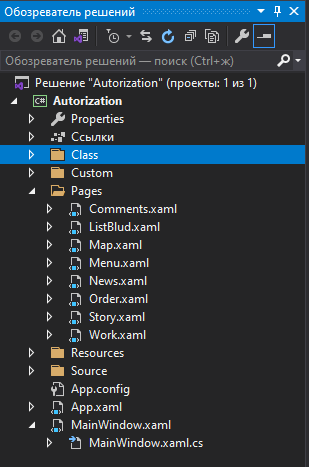 Обозреватель решений
Обозреватель решений — поиск (Ctrl+ж)
Решение "Autorization" (проекты: 1 из 1)
C# Autorization
Properties
Ссылки
Class
Custom
Pages
Comments.xaml
ListBlud.xaml
Map.xaml
Menu.xaml
News.xaml
Order.xaml
Story.xaml
Work.xaml
Resources
Source
App.config
App.xaml
MainWindow.xaml
MainWindow.xaml.cs